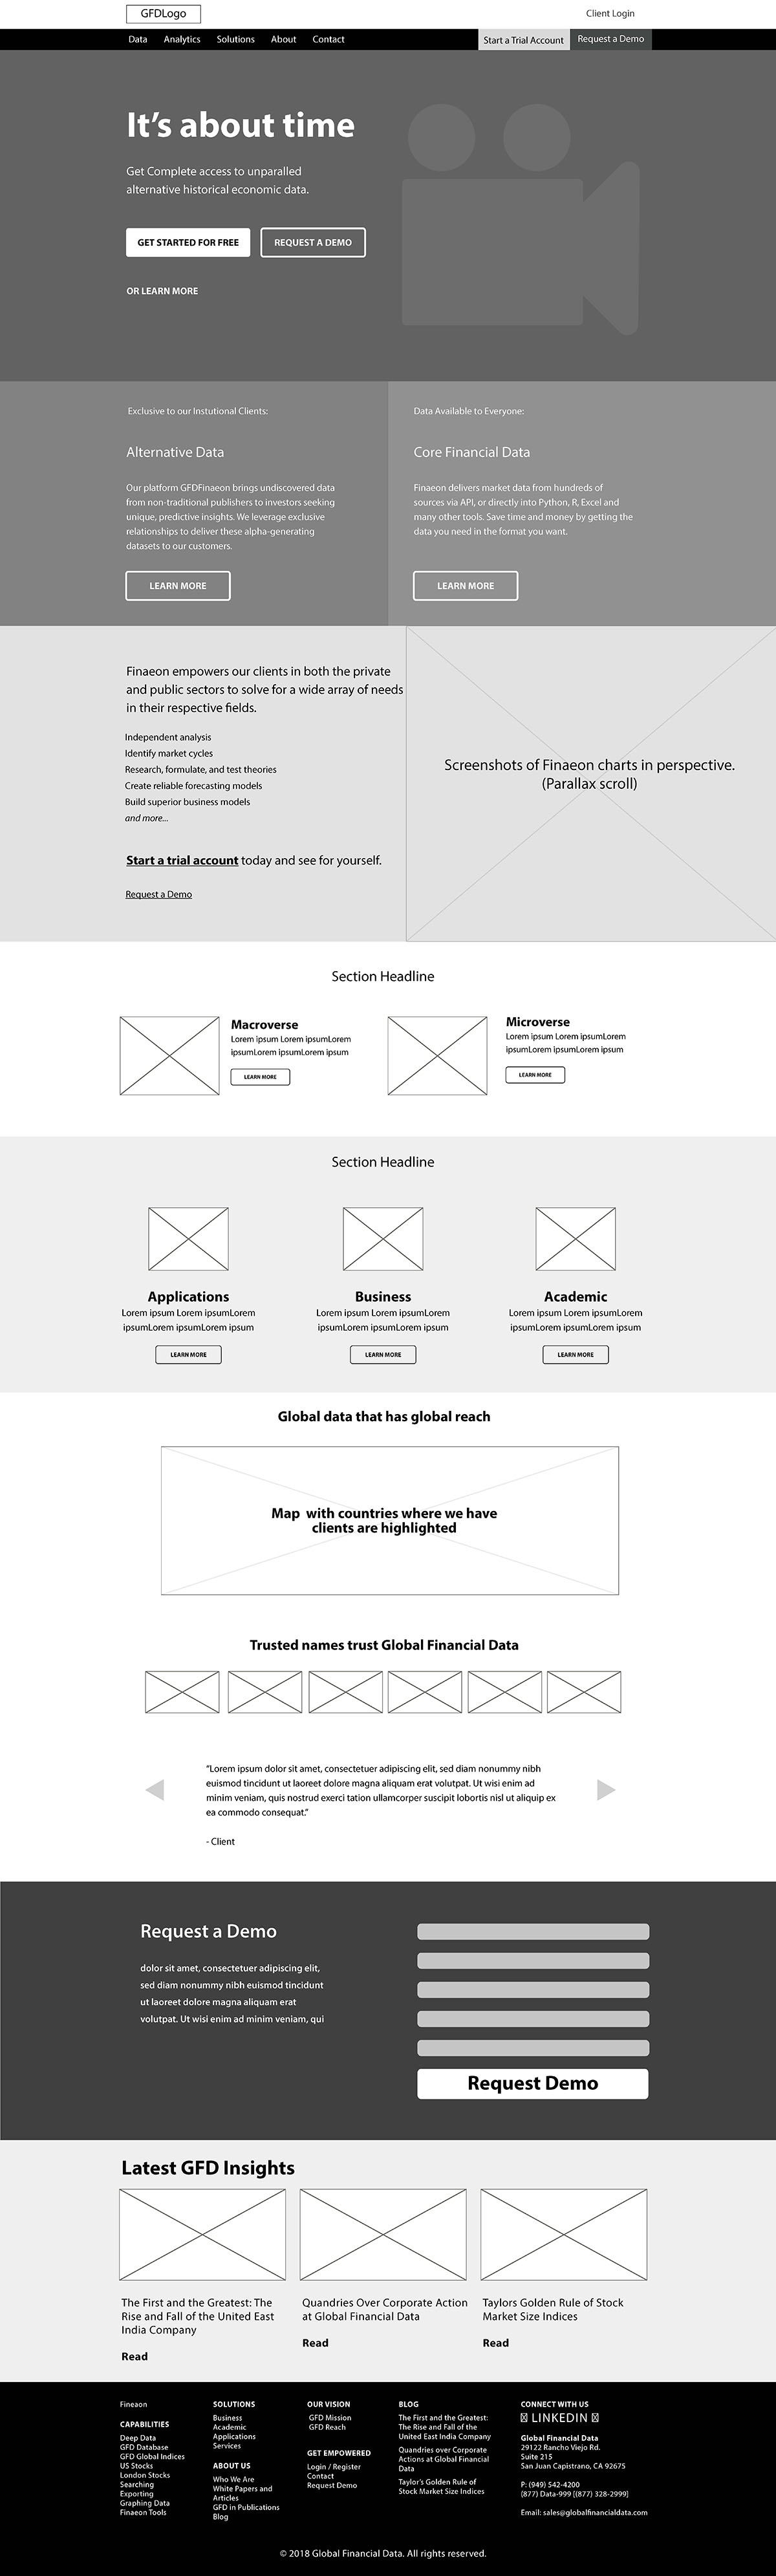 GFDLogo
Client Login
Data Analytics Solutions About Contact
Start a Trial Account
Request a Demo
It's about time
Get Complete access to unparalled
alternative historical economic data.
GET STARTED FOR FREE
REQUEST A DEMO
OR LEARN MORE
Exclusive to our Instutional Clients:
Alternative Data
Our platform GFDFinaeon brings undiscovered data
from non-traditional publishers to investors seeking
unique, predictive insights. We leverage exclusive
relationships to deliver these alpha-generating
datasets to our customers.
LEARN MORE
Data Available to Everyone:
Core Financial Data
Finaeon delivers market data from hundreds of
sources via API, or directly into Python, R, Excel and
many other tools. Save time and money by getting the
data you need in the format you want.
LEARN MORE
Finaeon empowers our clients in both the private
and public sectors to solve for a wide array of needs
in their respective fields.
Independent analysis
Identify market cycles
Research, formulate, and test theories
Create reliable forecasting models
Build superior business models
and more...
Start a trial account today and see for yourself.
Request a Demo
Screenshots of Finaeon charts in perspective.
(Parallax scroll)
Section Headline
Macroverse
Lorem ipsum Lorem ipsumLorem
ipsumLorem ipsumLorem ipsum
LEARN MORE
Microverse
Lorem ipsum Lorem ipsumLorem
ipsumLorem ipsumLorem ipsum
LEARN MORE
Section Headline
Applications
Lorem ipsum Lorem ipsumLorem
ipsumLorem ipsumLorem ipsum
LEARN MORE
Business
Lorem ipsum Lorem ipsumLorem
ipsumLorem ipsumLorem ipsum
LEARN MORE
Academic
Lorem ipsum Lorem ipsumLorem
ipsumLorem ipsumLorem ipsum
LEARN MORE
Global data that has global reach
Map with countries where we have
clients are highlighted
Trusted names trust Global Financial Data
"Lorem ipsum dolor sit amet, consectetuer adipiscing elit, sed diam nonummy nibh
euismod tincidunt ut laoreet dolore magna aliquam erat volutpat. Ut wisi enim ad
minim veniam, quis nostrud exerci tation ullamcorper suscipit lobortis nisl ut aliquip ex
ea commodo consequat."
- Client
Request a Demo
dolor sit amet, consectetuer adipiscing elit,
sed diam nonummy nibh euismod tincidunt
ut laoreet dolore magna aliquam erat
volutpat. Ut wisi enim ad minim veniam, qui
Request Demo
Latest GFD Insights
The First and the Greatest: The
Rise and Fall of the United East
India Company
Read
Quandries Over Corporate Action
at Global Financial Data
Read
Taylors Golden Rule of Stock
Market Size Indices
Read
Fineaon
CAPABILITIES
Deep Data
GFD Database
GFD Global Indices
US Stocks
London Stocks
Searching
Exporting
Graphing Data
Finaeon Tools
SOLUTIONS
Business
Academic
Applications
Services
ABOUT US
Who We Are
White Papers and
Articles
GFD in Publications
Blog
OUR VISION
GFD Mission
GFD Reach
GET EMPOWERED
Login / Register
Contact
Request Demo
BLOG
The First and the Greatest:
The Rise and Fall of the
United East India Company
Quandries over Corporate
Actions at Global Financial
Data
Taylor's Golden Rule of
Stock Market Size Indices
CONNECT WITH US
LINKEDIN
Global Financial Data
29122 Rancho Viejo Rd.
Suite 215
San Juan Capistrano, CA 92675
P: (949) 542-4200
(877) Data-999 [(877) 328-2999]
Email: sales@globalfinancialdata.com
© 2018 Global Financial Data. All rights reserved.